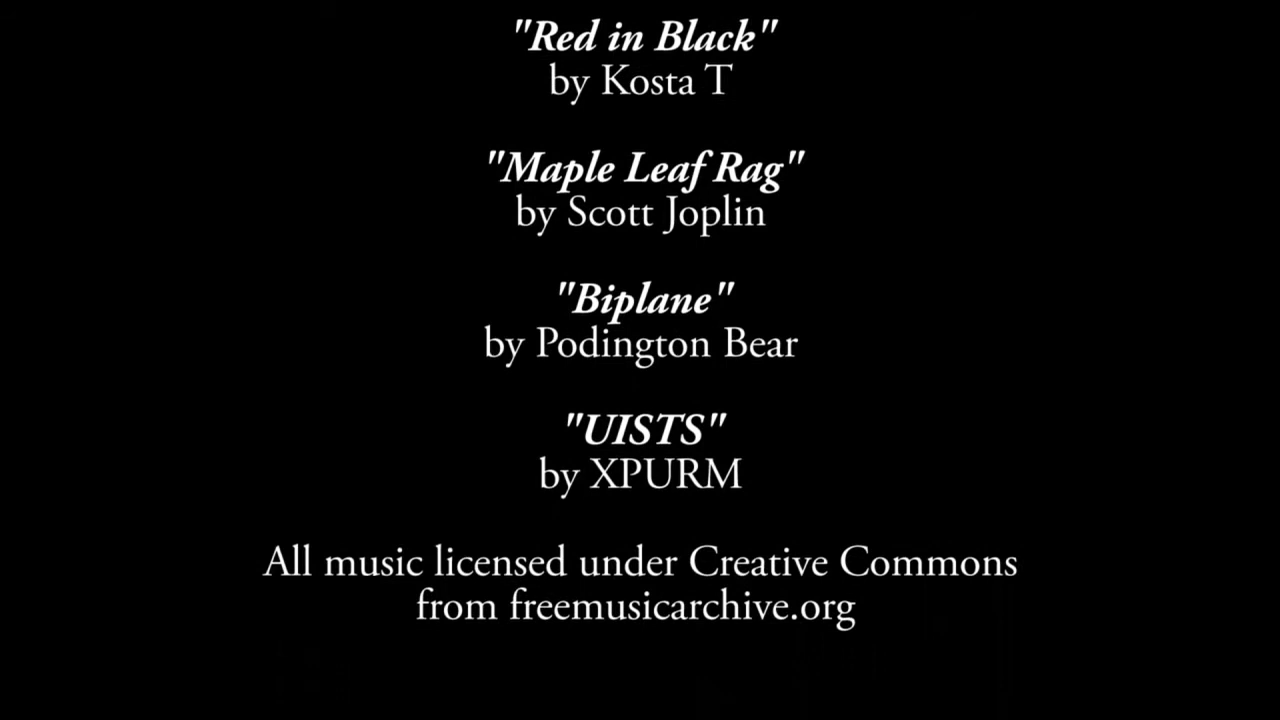 "Red in Black"
by Kosta T
"Maple Leaf Rag"
by Scott Joplin
"Biplane"
by Podington Bear
"UISTS"
by XPURM
All music licensed under Creative Commons
from freemusicarchive.org